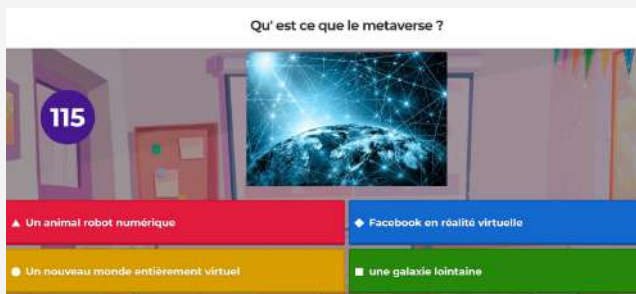 Qu' est ce que le metaverse ?
115
Un animal robot numérique
Facebook en réalité virtuelle
Un nouveau monde entièrement virtuel
une galaxie lointaine